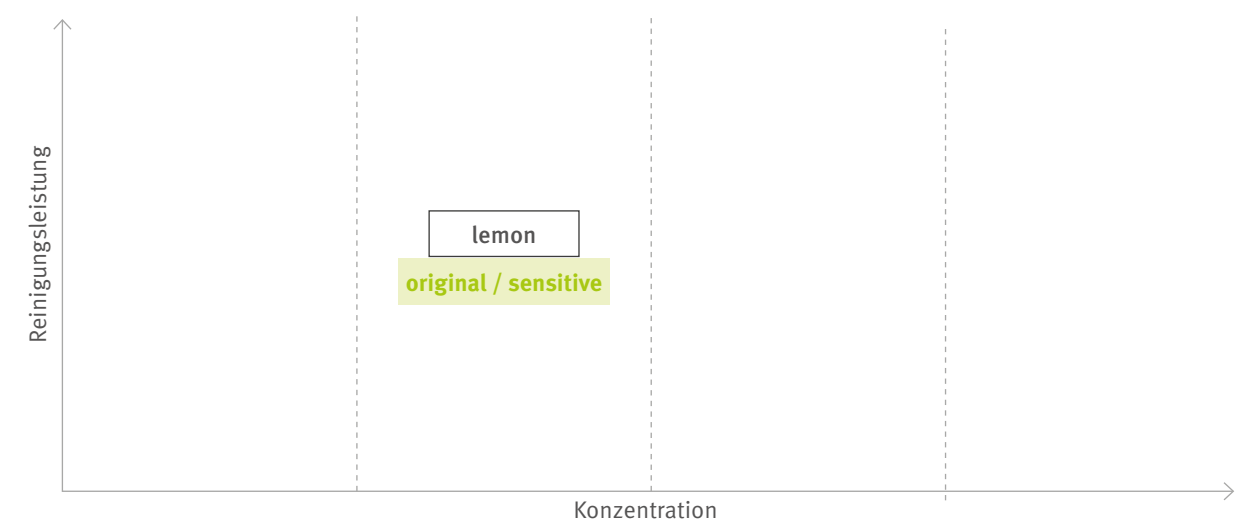 Reinigungsleistung
lemon
original / sensitive
Konzentration